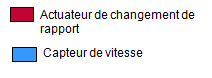 Actuateur de changement de
rapport
Capteur de vitesse